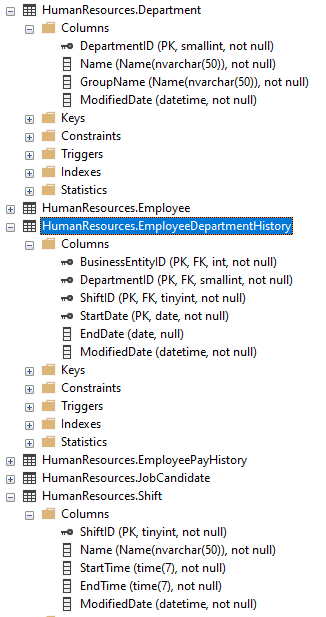 HumanResources.Department
Columns
DepartmentID (PK, smallint, not null)
Name (Name(nvarchar(50)), not null)
GroupName (Name(nvarchar(50)), not null)
ModifiedDate (datetime, not null)
Keys
Constraints
Triggers
Indexes
Statistics
HumanResources.Employee
HumanResources.EmployeeDepartmentHistory
Columns
BusinessEntityID (PK, FK, int, not null)
DepartmentID (PK, FK, smallint, not null)
ShiftID (PK, FK, tinyint, not null)
StartDate (PK, date, not null)
EndDate (date, null)
ModifiedDate (datetime, not null)
Keys
Constraints
Triggers
Indexes
Statistics
HumanResources.EmployeePayHistory
HumanResources.JobCandidate
HumanResources.Shift
Columns
ShiftID (PK, tinyint, not null)
Name (Name(nvarchar(50)), not null)
StartTime (time(7), not null)
EndTime (time(7), not null)
ModifiedDate (datetime, not null)